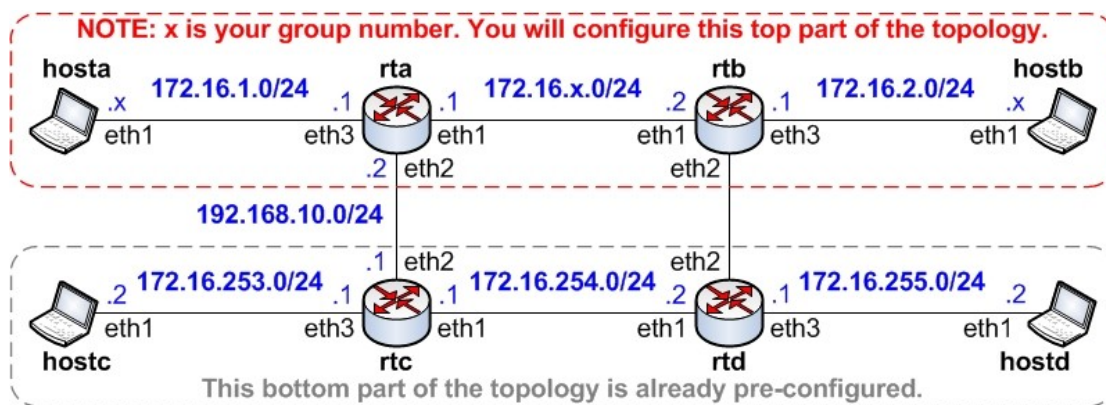 NOTE: x is your group number. You will configure this top part of the topology.
hosta rta rtb hostb
172.16.1.0/24 172.16.x.0/24 172.16.2.0/24
.x .1 .1 .2 .1 .x
eth1 eth3 eth1 eth1 eth3 eth1
.2 eth2 eth2
192.168.10.0/24
.1 eth2 eth2
172.16.253.0/24 172.16.254.0/24 172.16.255.0/24
.2 .1 .1 .2 .1 .2
eth1 eth3 eth1 eth1 eth3 eth1
hostc rtc rtd hostd
This bottom part of the topology is already pre-configured.